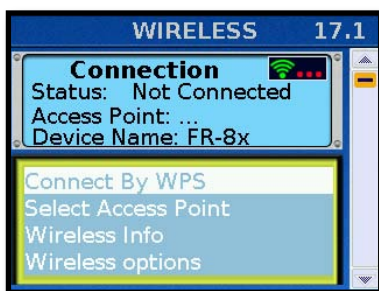 WIRELESS 17.1
Connection
Status: Not Connected
Access Point: ...
Device Name: FR-8x
Connect By WPS
Select Access Point
Wireless Info
Wireless options